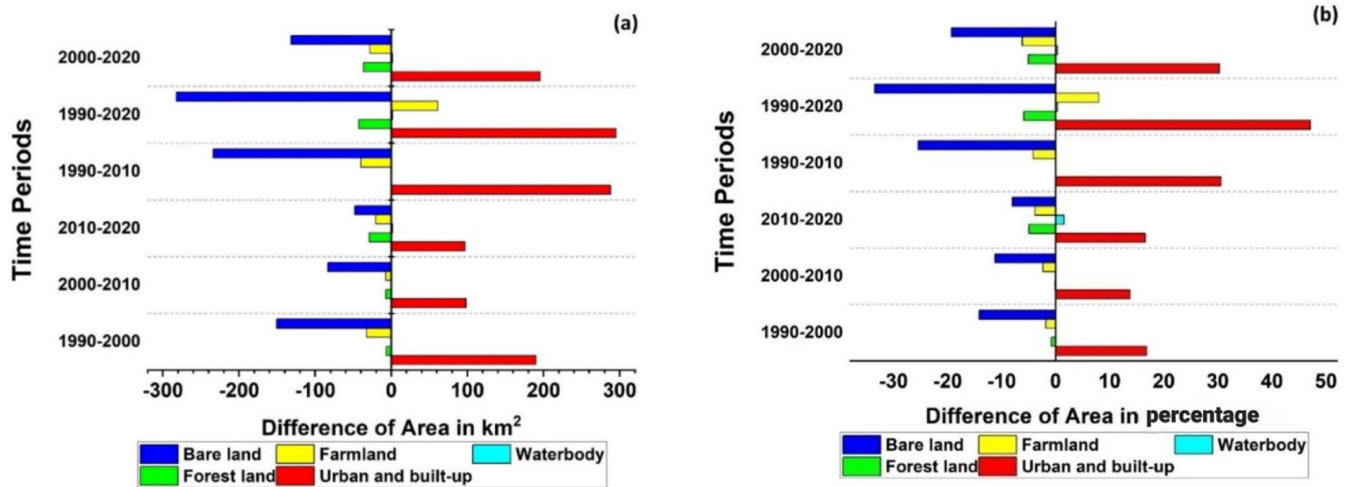 (a)
Time Periods
2000-2020
1990-2020
1990-2010
2010-2020
2000-2010
1990-2000
-300 -200 -100 0 100 200 300
Difference of Area in km²
Bare land Farmland Waterbody
Forest land Urban and built-up
(b)
Time Periods
2000-2020
1990-2020
1990-2010
2010-2020
2000-2010
1990-2000
-30 -20 -10 0 10 20 30 40 50
Difference of Area in percentage
Bare land Farmland Waterbody
Forest land Urban and built-up